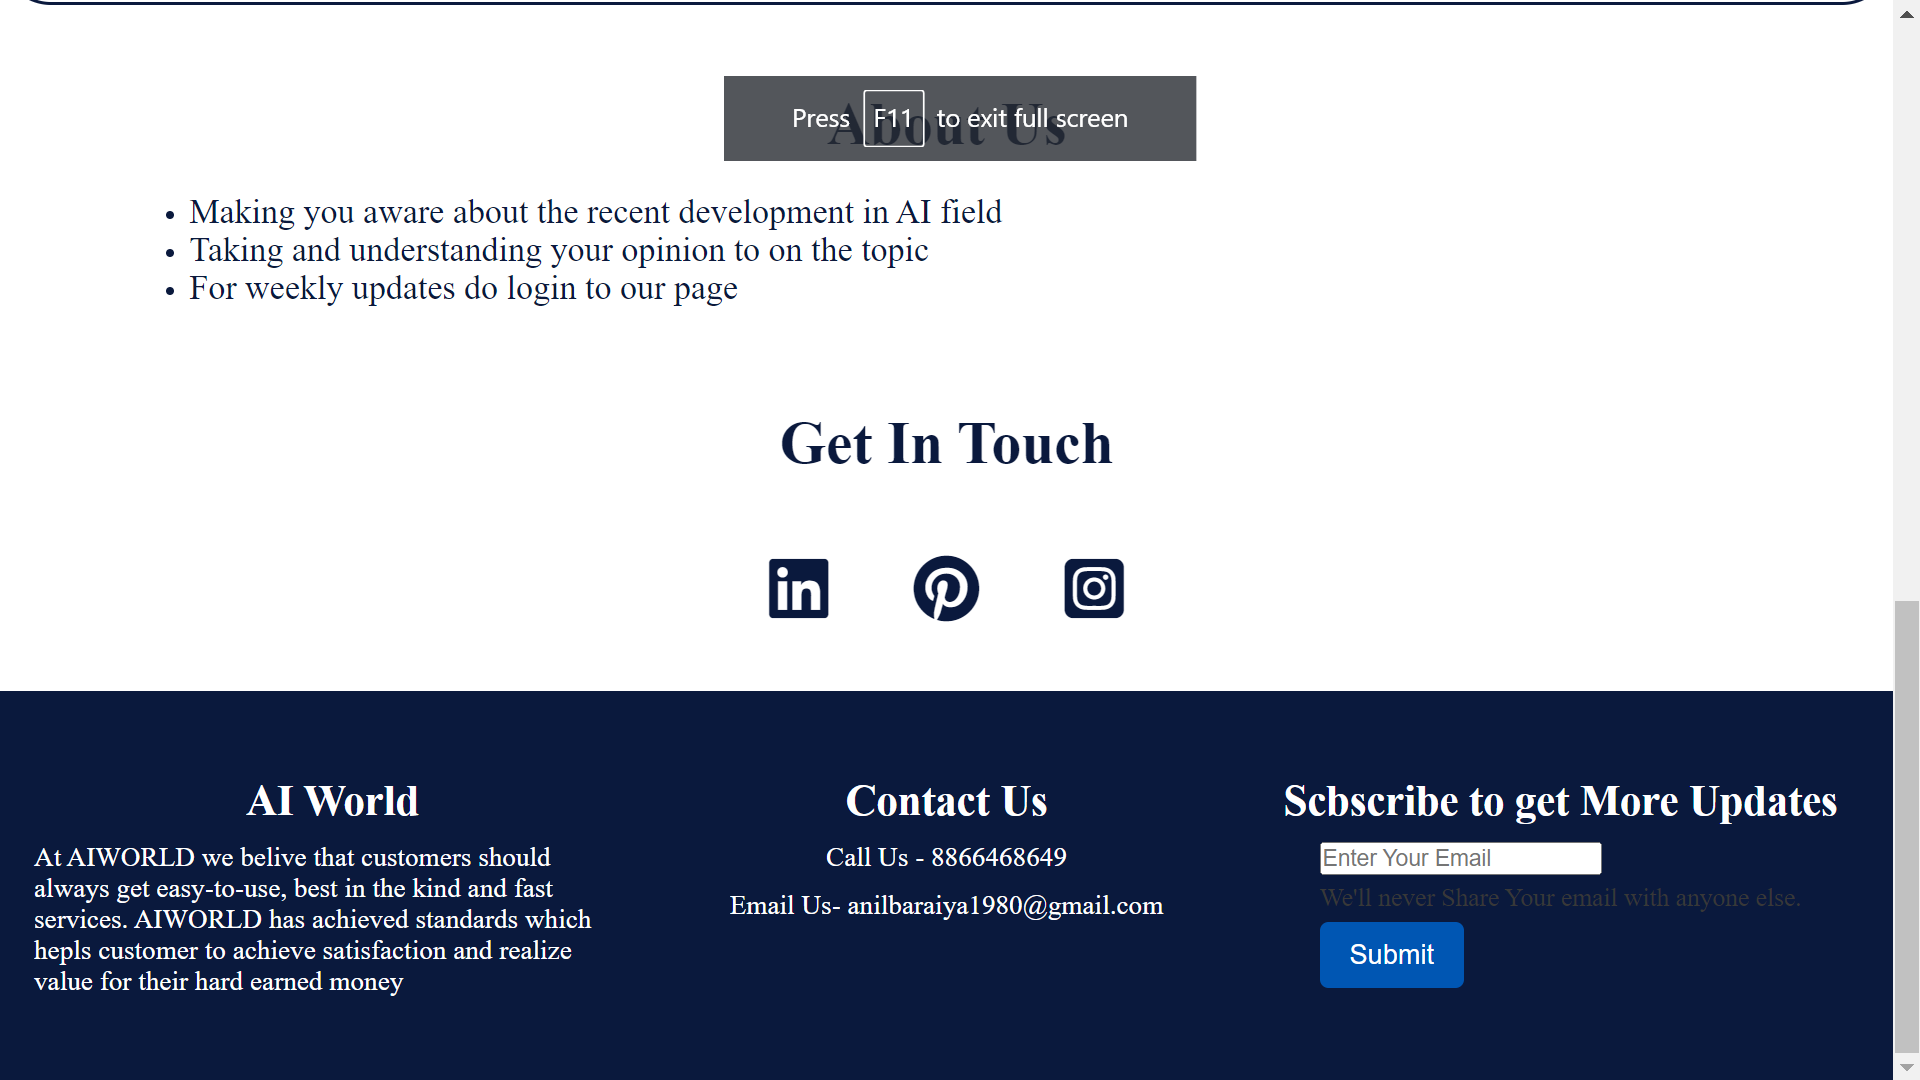 About Us
Press F11 to exit full screen
Making you aware about the recent development in AI field
Taking and understanding your opinion to on the topic
For weekly updates do login to our page
Get In Touch
in
AI World
At AIWORLD we belive that customers should
always get easy-to-use, best in the kind and fast
services. AIWORLD has achieved standards which
hepls customer to achieve satisfaction and realize
value for their hard earned money
Contact Us
Call Us - 8866468649
Email Us- anilbaraiya1980@gmail.com
Scbscribe to get More Updates
Enter Your Email
We'll never Share Your email with anyone else.
Submit